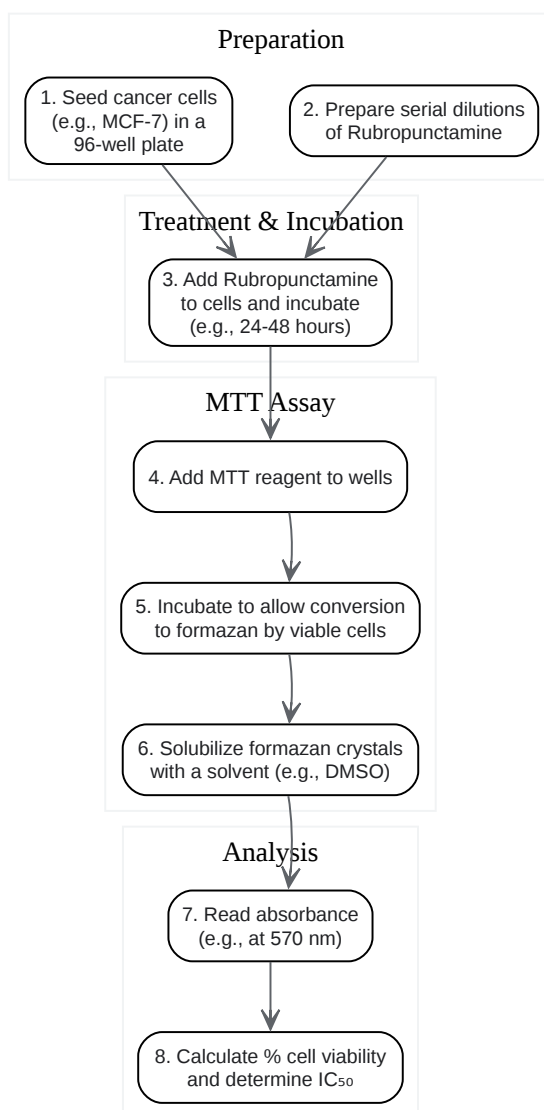 Preparation
1. Seed cancer cells
(e.g., MCF-7) in a
96-well plate
2. Prepare serial dilutions
of Rubropunctamine
Treatment & Incubation
3. Add Rubropunctamine
to cells and incubate
(e.g., 24-48 hours)
MTT Assay
4. Add MTT reagent to wells
5. Incubate to allow conversion
to formazan by viable cells
6. Solubilize formazan crystals
with a solvent (e.g., DMSO)
Analysis
7. Read absorbance
(e.g., at 570 nm)
8. Calculate % cell viability
and determine IC₅₀